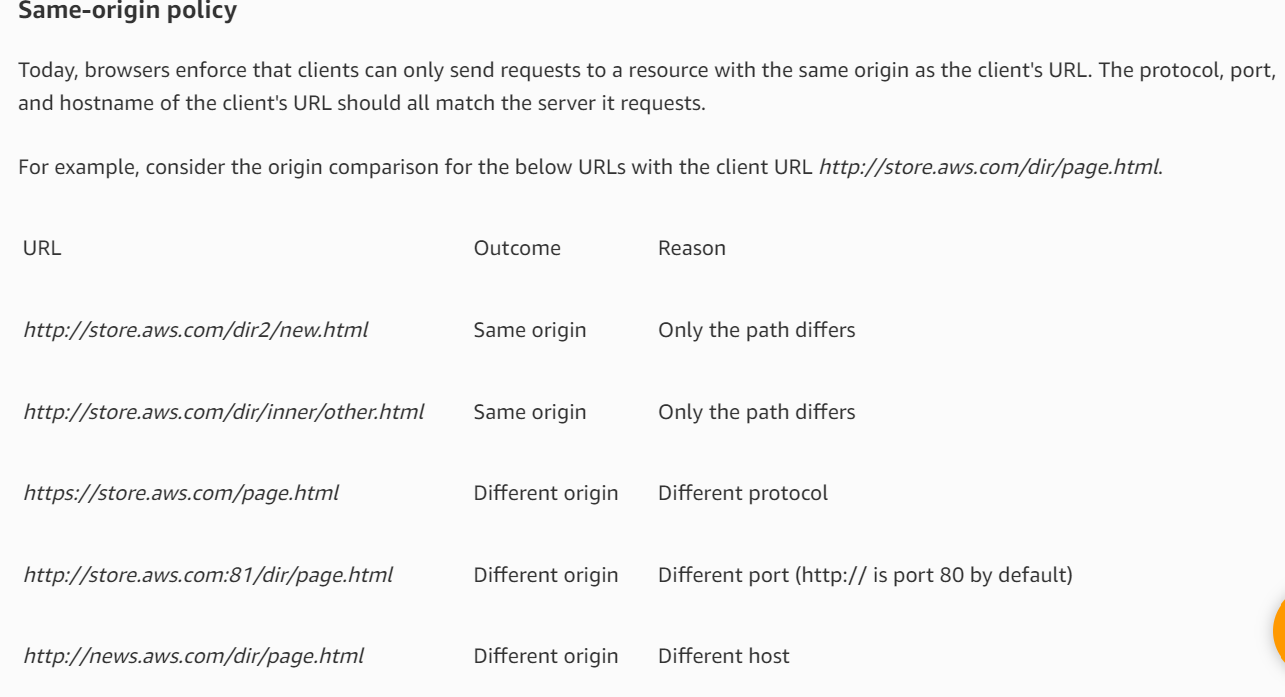 Same-origin policy
Today, browsers enforce that clients can only send requests to a resource with the same origin as the client's URL. The protocol, port,
and hostname of the client's URL should all match the server it requests.
For example, consider the origin comparison for the below URLs with the client URL http://store.aws.com/dir/page.html.
URL Outcome Reason
http://store.aws.com/dir2/new.html Same origin Only the path differs
http://store.aws.com/dir/inner/other.html Same origin Only the path differs
https://store.aws.com/page.html Different origin Different protocol
http://store.aws.com:81/dir/page.html Different origin Different port (http:// is port 80 by default)
http://news.aws.com/dir/page.html Different origin Different host